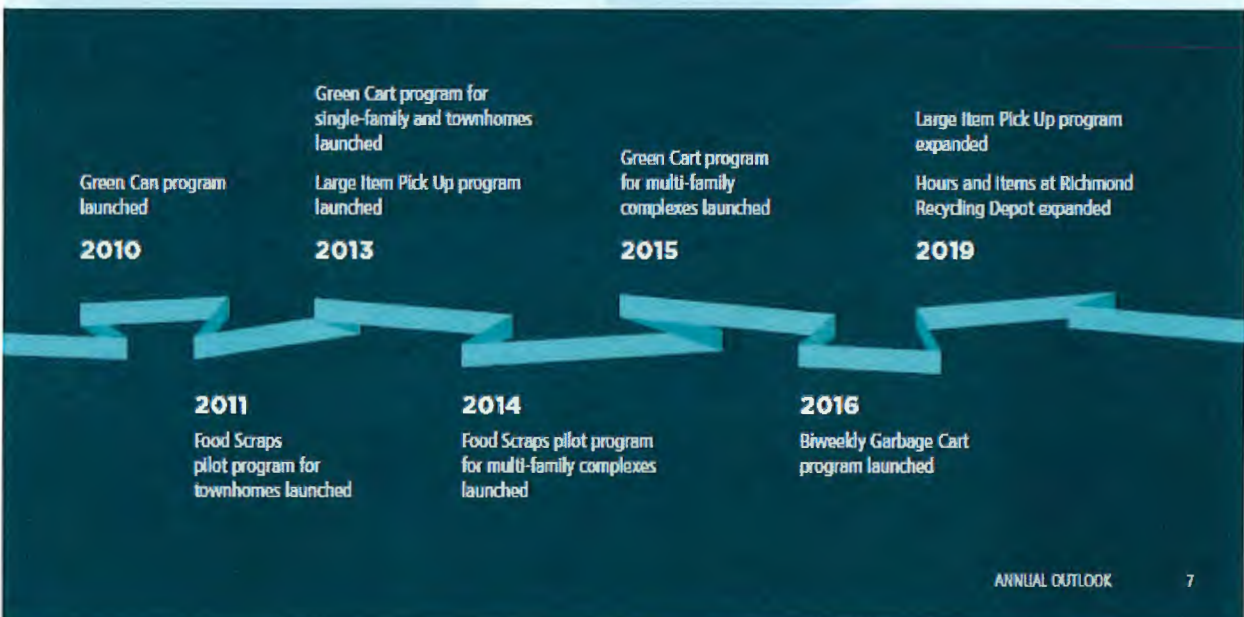 Green Can program
launched
2010
Green Cart program for
single-family and townhomes
launched
Large Item Pick Up program
launched
2013
Green Cart program
for multi-family
complexes launched
2015
Large Item Pick Up program
expanded
Hours and Items at Richmond
Recycling Depot expanded
2019
2011
Food Scraps
pilot program for
townhomes launched
2014
Food Scraps pilot program
for multi-family complexes
launched
2016
Biweekly Garbage Cart
program launched
ANNUAL OUTLOOK 7